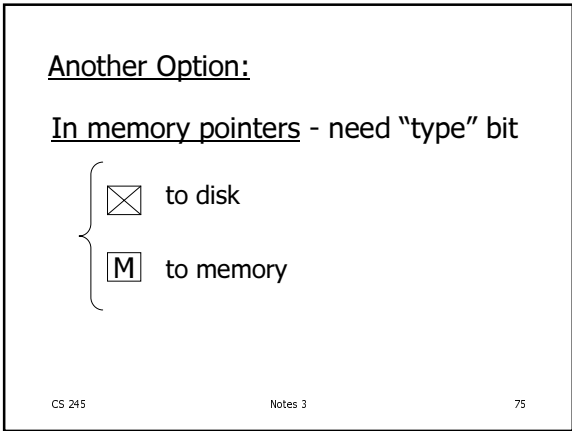 Another Option:
In memory pointers - need “type” bit
to disk
M to memory
CS 245 Notes 3 75